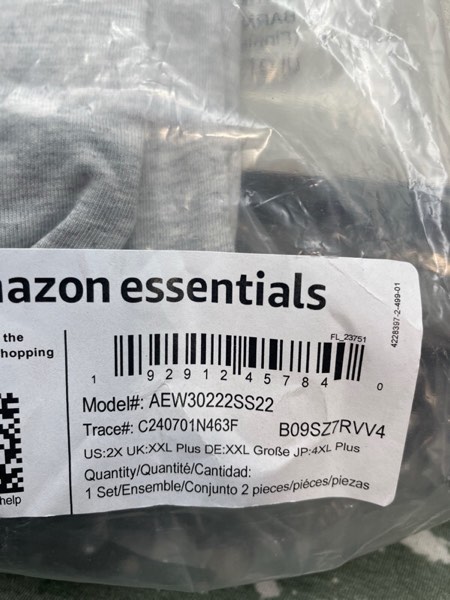 amazon essentials
the
hopping
help
FL_23751
1 92912 45784 0
4228397-2-499-01
Model#: AEW30222SS22
Trace#: C240701N463F B09SZ7RVV4
US:2X UK:XXL Plus DE:XXL Große JP:4XL Plus
Quantity/Quantité/Cantidad:
1 Set/Ensemble/Conjunto 2 pieces/piéces/piezas